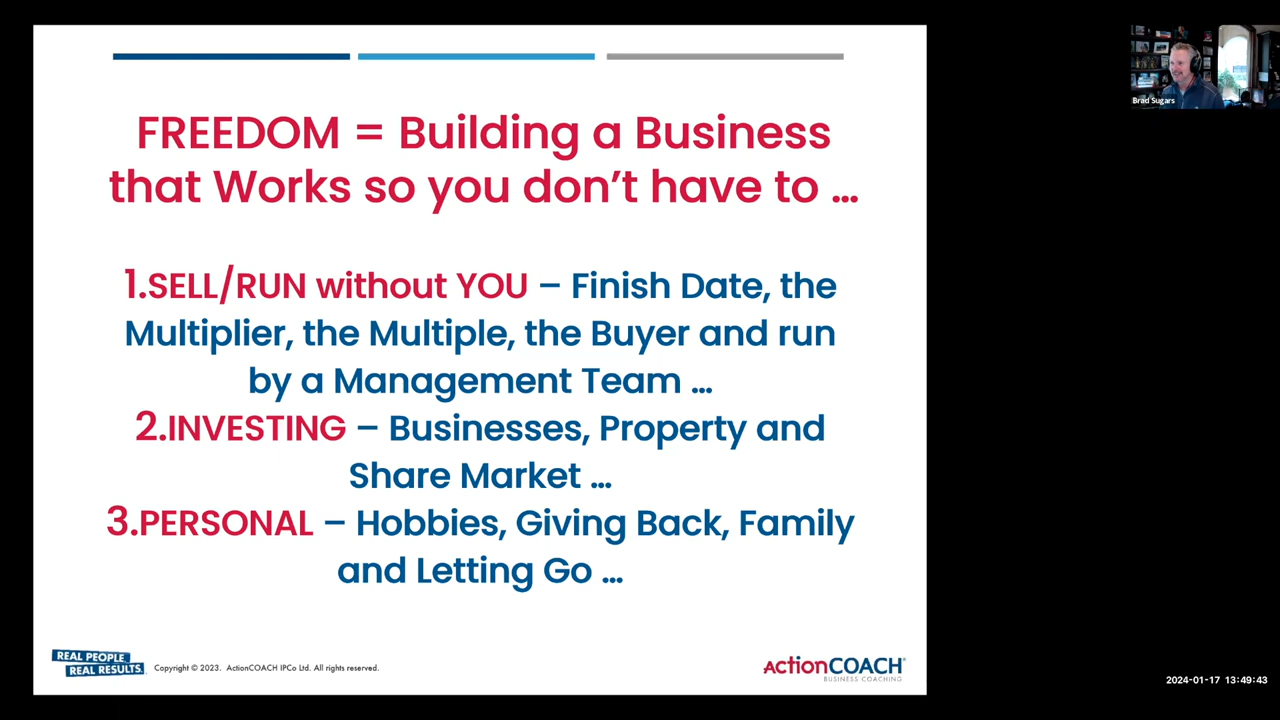 FREEDOM = Building a Business
that Works so you don't have to ...
1.SELL/RUN without YOU – Finish Date, the
Multiplier, the Multiple, the Buyer and run
by a Management Team ...
2.INVESTING – Businesses, Property and
Share Market ...
3.PERSONAL – Hobbies, Giving Back, Family
and Letting Go ...
REAL PEOPLE.
REAL RESULTS.
Copyright © 2023. ActionCOACH IPCo Ltd. All rights reserved.
ActionCOACH®
BUSINESS COACHING
Brad Sugars
2024-01-17 13:49:43